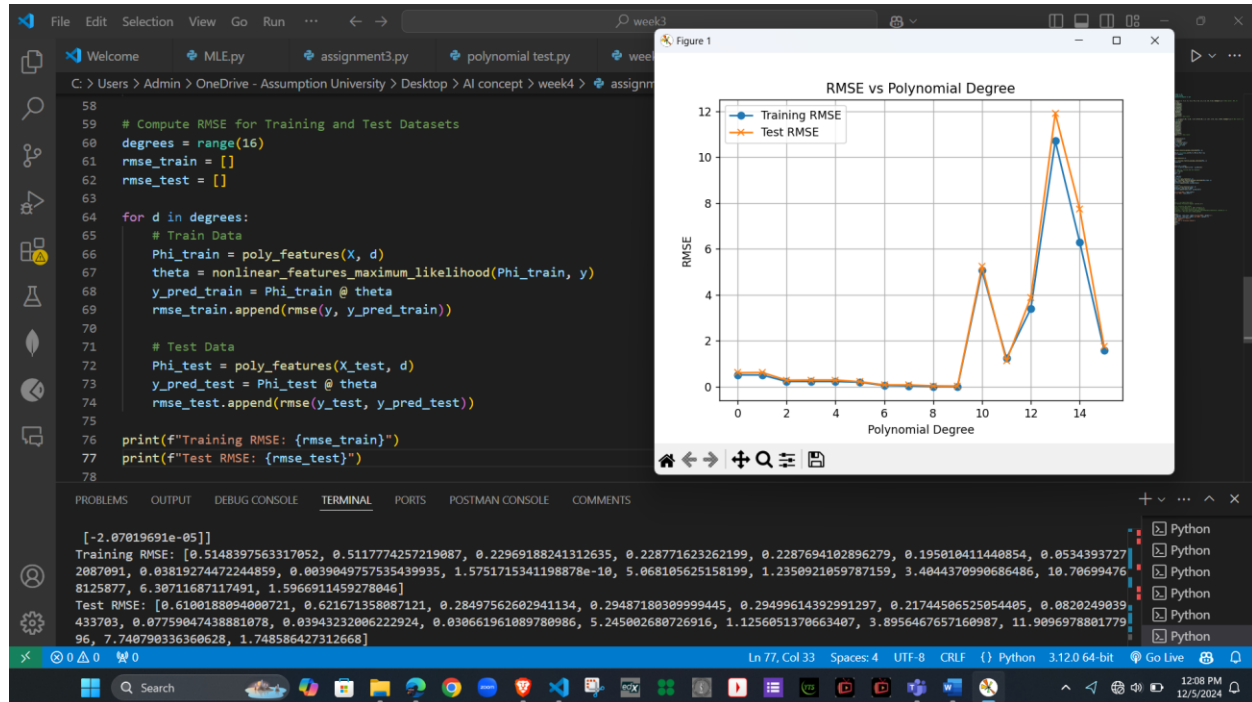 File Edit Selection View Go Run ··· week3
Welcome MLE.py assignment3.py polynomial test.py
C: > Users > Admin > OneDrive - Assumption University > Desktop > AI concept > week4 >
58
59 # Compute RMSE for Training and Test Datasets
60 degrees = range(16)
61 rmse_train = []
62 rmse_test = []
63
64 for d in degrees:
65 # Train Data
66 Phi_train = poly_features(X, d)
67 theta = nonlinear_features_maximum_likelihood(Phi_train, y)
68 y_pred_train = Phi_train @ theta
69 rmse_train.append(rmse(y, y_pred_train))
70
71 # Test Data
72 Phi_test = poly_features(X_test, d)
73 y_pred_test = Phi_test @ theta
74 rmse_test.append(rmse(y_test, y_pred_test))
75
76 print(f"Training RMSE: {rmse_train}")
77 print(f"Test RMSE: {rmse_test}")
78
Figure 1
RMSE vs Polynomial Degree
Training RMSE
Test RMSE
12
10
8
6
4
2
0
RMSE
0 2 4 6 8 10 12 14
Polynomial Degree
PROBLEMS OUTPUT DEBUG CONSOLE TERMINAL PORTS POSTMAN CONSOLE COMMENTS
[-2.07019691e-05]]
Training RMSE: [0.5148397563317052, 0.5117774257219087, 0.22969188241312635, 0.228771623262199, 0.2287694102896279, 0.195010411440854, 0.0534393727
2087091, 0.03819274472244859, 0.0039049757535439935, 1.5751715341198878e-10, 5.068105625158199, 1.2350921059787159, 3.4044370990686486, 10.70699476
8125877, 6.30711687117491, 1.5966911459278046]
Test RMSE: [0.6100188094000721, 0.621671358087121, 0.28497562602941134, 0.29487180309999445, 0.29499614392991297, 0.21744506525054405, 0.0820249039
433703, 0.07759047438881078, 0.03943232006222924, 0.030661961089780986, 5.245002680726916, 1.1256051370663407, 3.8956467657160987, 11.9096978801779
96, 7.740790336360628, 1.748586427312668]
Python
Python
Python
Python
Python
Python
0 0 0 Ln 77, Col 33 Spaces: 4 UTF-8 CRLF {} Python 3.12.0 64-bit Go Live
Search 12:08 PM
12/5/2024